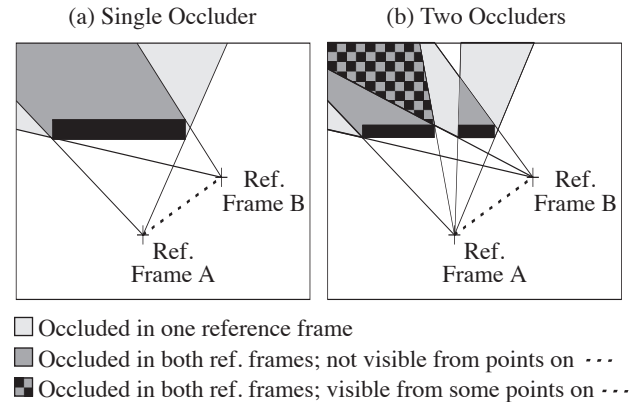 (a) Single Occluder
(b) Two Occluders
Ref.
Frame B
Ref.
Frame A
Ref.
Frame B
Ref.
Frame A
Occluded in one reference frame
Occluded in both ref. frames; not visible from points on
Occluded in both ref. frames; visible from some points on